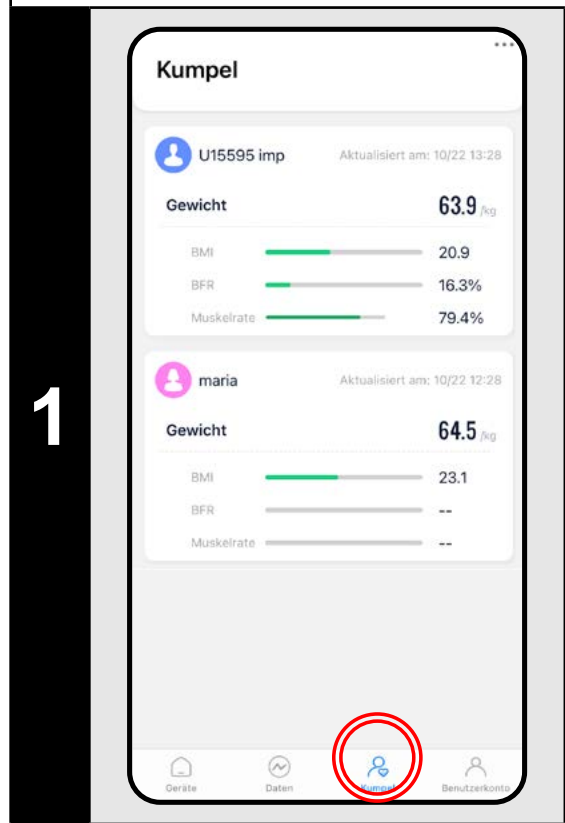 1
Kumpel
U15595 imp Aktualisiert am: 10/22 13:28
Gewicht 63.9 /kg
BMI 20.9
BFR 16.3%
Muskelrate 79.4%
maria Aktualisiert am: 10/22 12:28
Gewicht 64.5 /kg
BMI 23.1
BFR --
Muskelrate --
Geräte Daten Kumpel Benutzerkonto